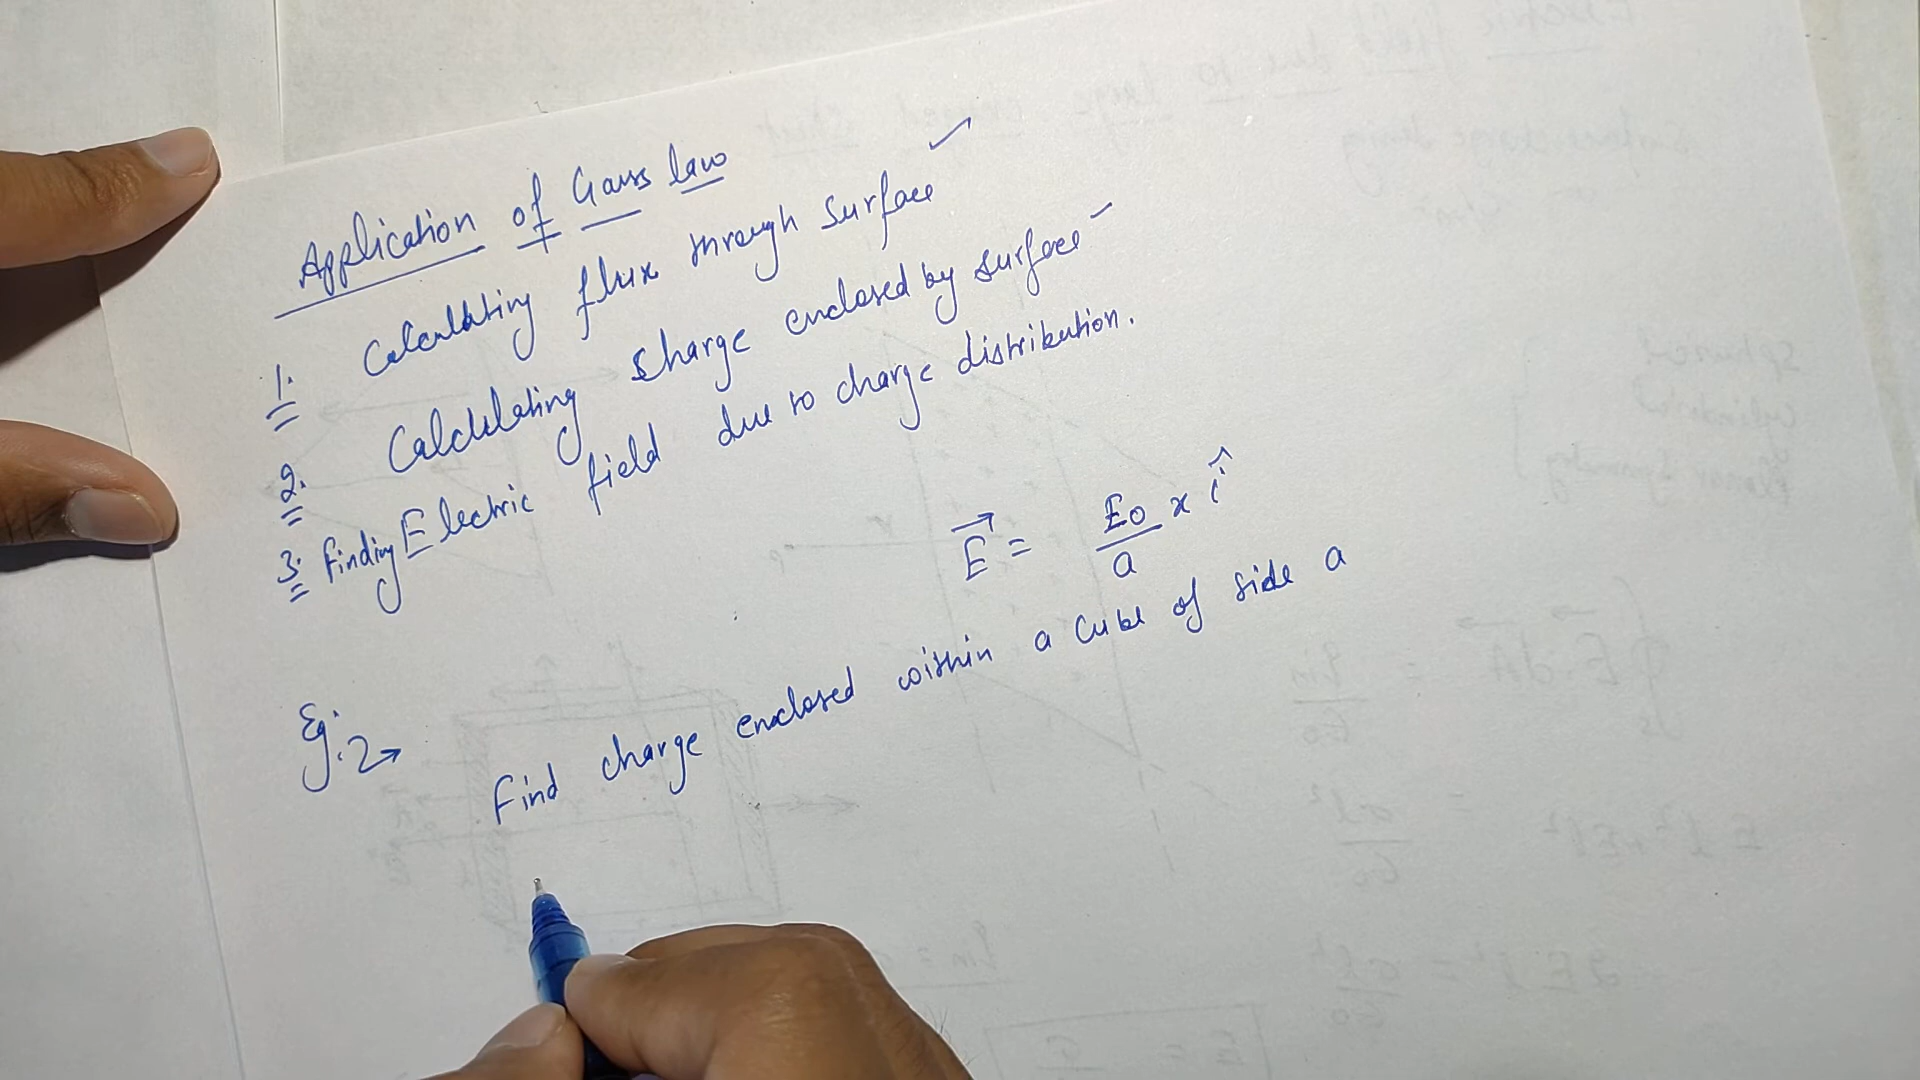 Application of Gauss law
1. Calculating flux through surface ✓
2. Calculating charge enclosed by surface ✓
3. Finding Electric field due to charge distribution.
E⃗ = E0/a x î
Eg. 2→ Find charge enclosed within a cube of side a